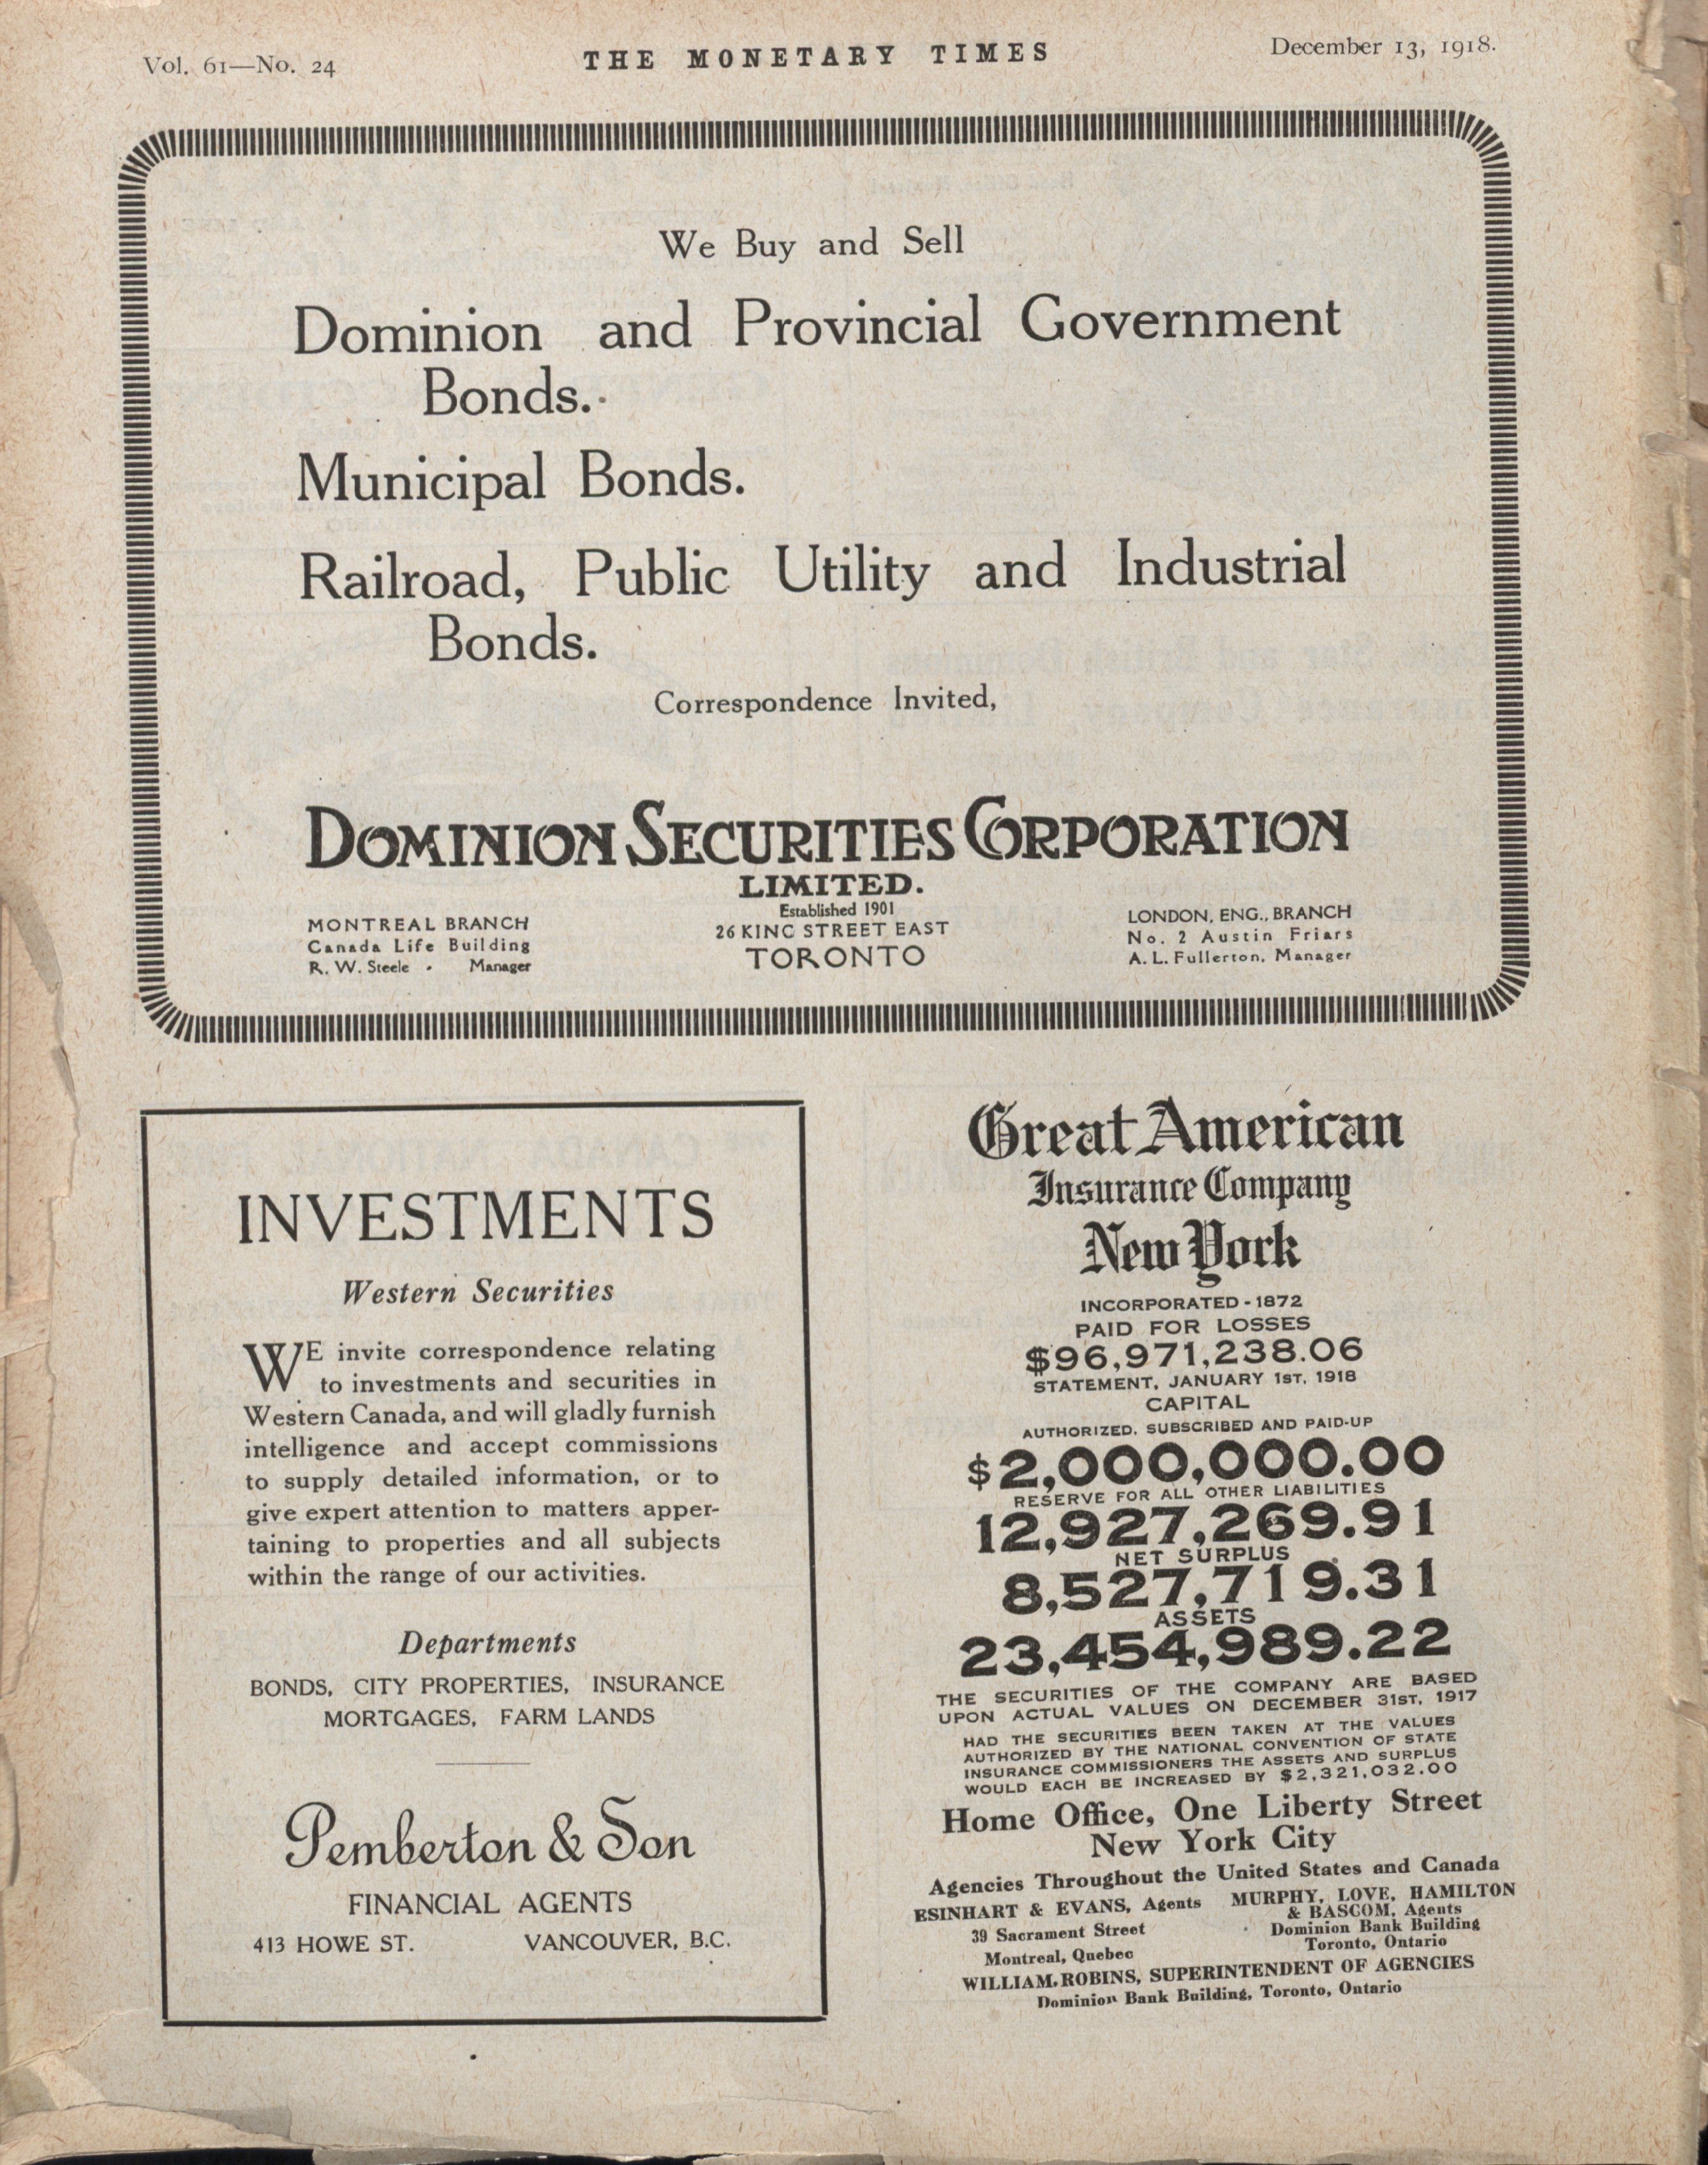 Vol. 61—No. 24
THE MONETARY TIMES
December 13, 1918.
We Buy and Sell
Dominion and Provincial Government
Bonds.
Municipal Bonds.
Railroad, Public Utility and Industrial
Bonds.
Correspondence Invited,
DOMINION SECURITIES CORPORATION
LIMITED.
Established 1901
26 KING STREET EAST
TORONTO
MONTREAL BRANCH
Canada Life Building
R. W. Steele - Manager
LONDON, ENG., BRANCH
No. 2 Austin Friars
A. L. Fullerton, Manager
INVESTMENTS
Western Securities
WE invite correspondence relating
to investments and securities in
Western Canada, and will gladly furnish
intelligence and accept commissions
to supply detailed information, or to
give expert attention to matters apper-
taining to properties and all subjects
within the range of our activities.
Departments
BONDS, CITY PROPERTIES, INSURANCE
MORTGAGES, FARM LANDS
Pemberton & Son
FINANCIAL AGENTS
413 HOWE ST. VANCOUVER, B.C.
Great American
Insurance Company
New York
INCORPORATED - 1872
PAID FOR LOSSES
$96,971,238.06
STATEMENT, JANUARY 1ST, 1918
CAPITAL
AUTHORIZED, SUBSCRIBED AND PAID-UP
$2,000,000.00
RESERVE FOR ALL OTHER LIABILITIES
12,927,269.91
NET SURPLUS
8,527,719.31
ASSETS
23,454,989.22
THE SECURITIES OF THE COMPANY ARE BASED
UPON ACTUAL VALUES ON DECEMBER 31ST, 1917
HAD THE SECURITIES BEEN TAKEN AT THE VALUES
AUTHORIZED BY THE NATIONAL CONVENTION OF STATE
INSURANCE COMMISSIONERS THE ASSETS AND SURPLUS
WOULD EACH BE INCREASED BY $2,321,032.00
Home Office, One Liberty Street
New York City
Agencies Throughout the United States and Canada
ESINHART & EVANS, Agents
39 Sacrament Street
Montreal, Quebec
MURPHY, LOVE, HAMILTON
& BASCOM, Agents
Dominion Bank Building
Toronto, Ontario
WILLIAM ROBINS, SUPERINTENDENT OF AGENCIES
Dominion Bank Building, Toronto, Ontario